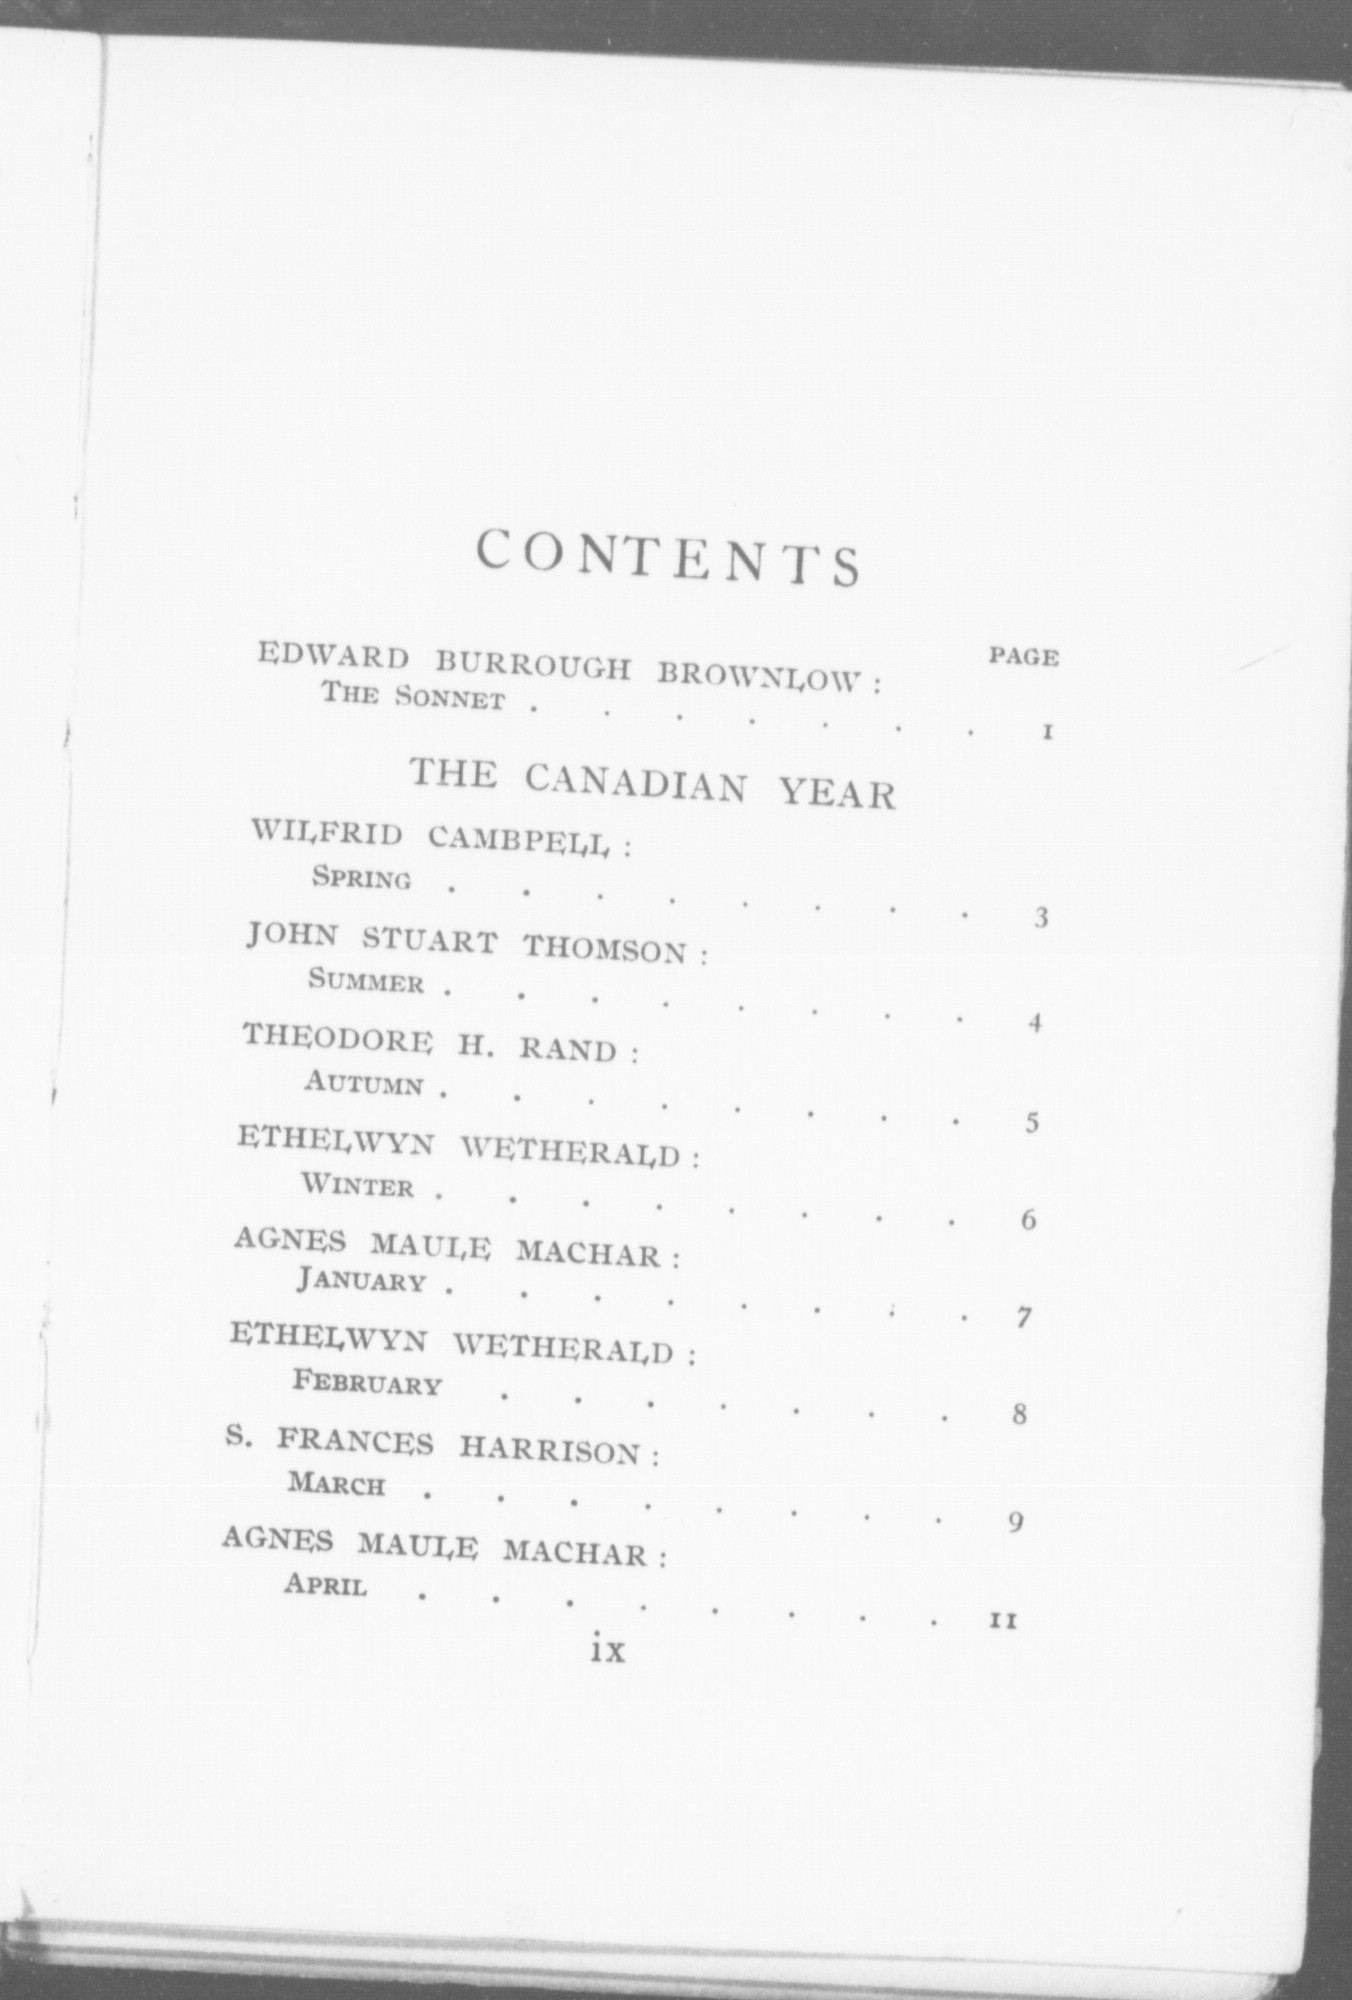 CONTENTS
PAGE
EDWARD BURROUGH BROWNLOW :
THE SONNET . . . . . . . 1
THE CANADIAN YEAR
WILFRID CAMBPELL :
SPRING . . . . . . . . 3
JOHN STUART THOMSON :
SUMMER . . . . . . . . 4
THEODORE H. RAND :
AUTUMN . . . . . . . . 5
ETHELWYN WETHERALD :
WINTER . . . . . . . . 6
AGNES MAULE MACHAR :
JANUARY . . . . . . . . 7
ETHELWYN WETHERALD :
FEBRUARY . . . . . . . 8
S. FRANCES HARRISON :
MARCH . . . . . . . . 9
AGNES MAULE MACHAR :
APRIL . . . . . . . . 11
ix